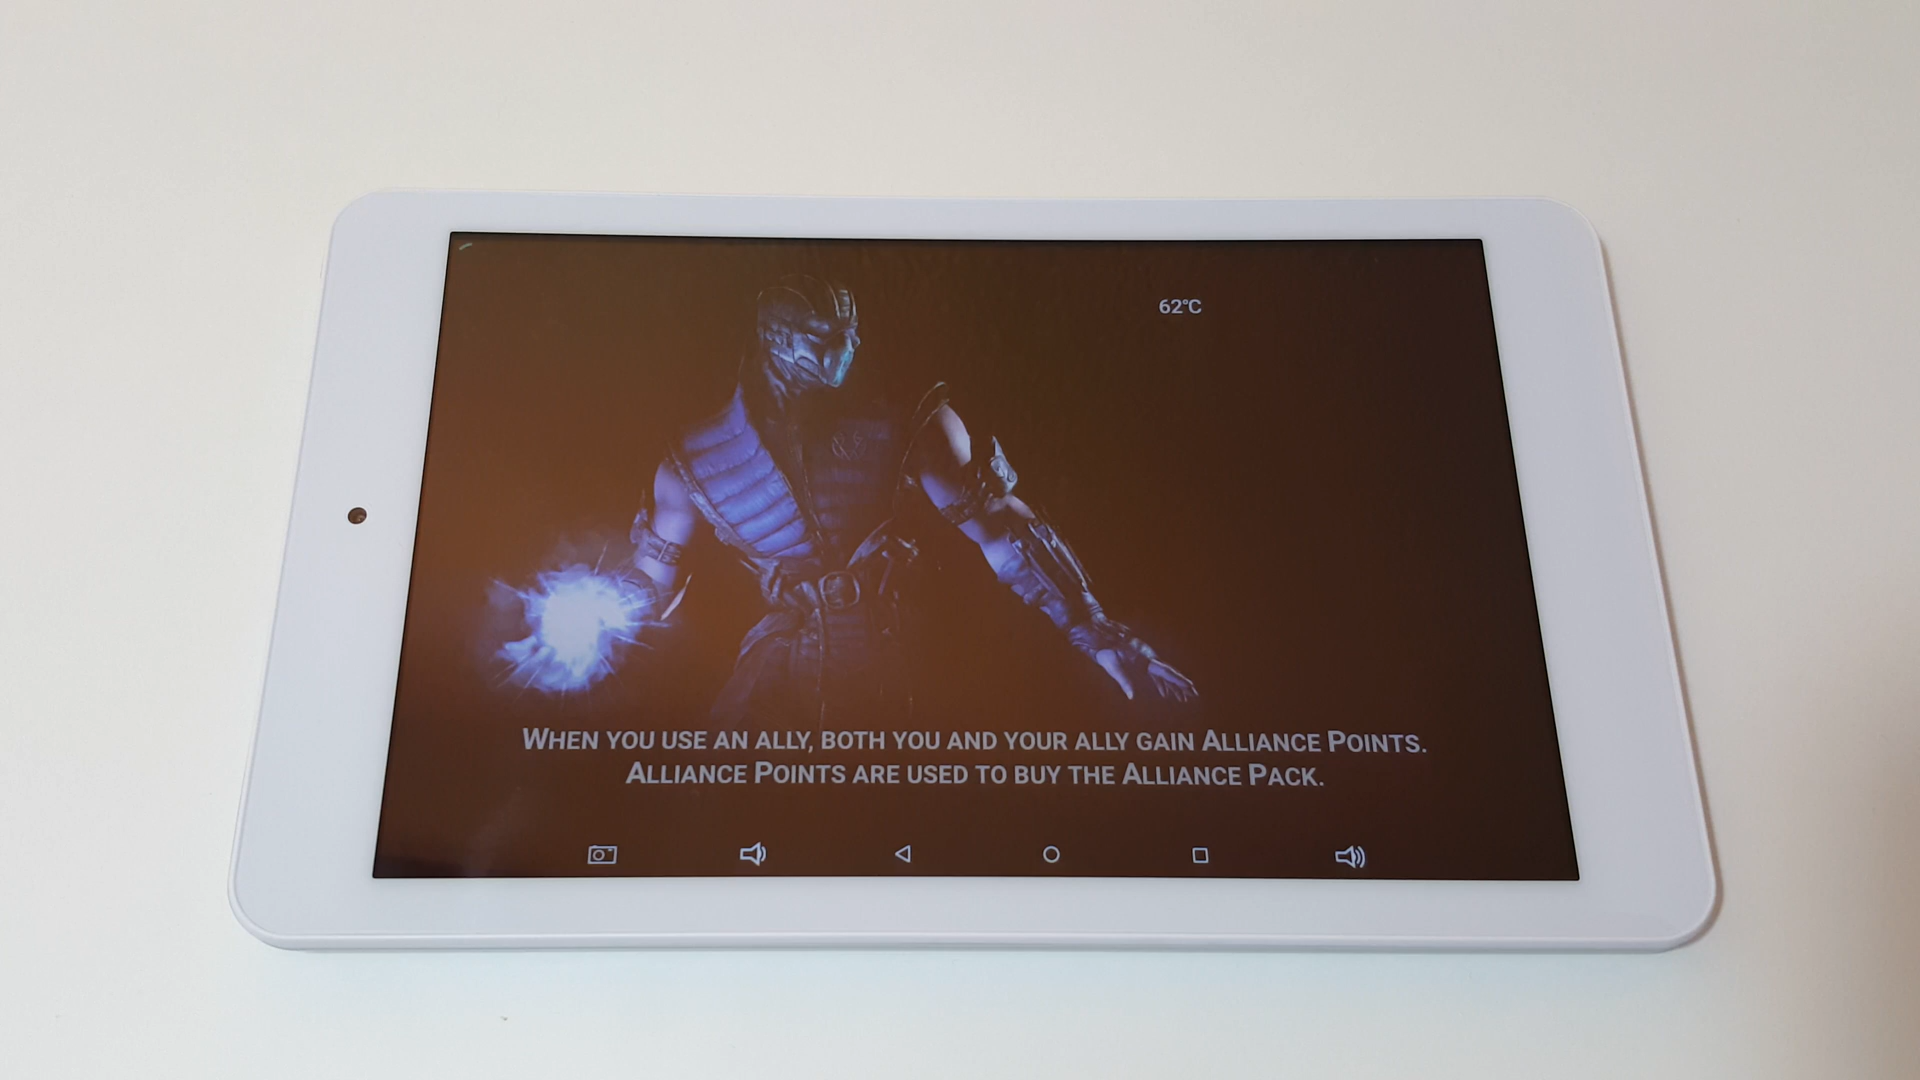 62°C
WHEN YOU USE AN ALLY, BOTH YOU AND YOUR ALLY GAIN ALLIANCE POINTS.
ALLIANCE POINTS ARE USED TO BUY THE ALLIANCE PACK.